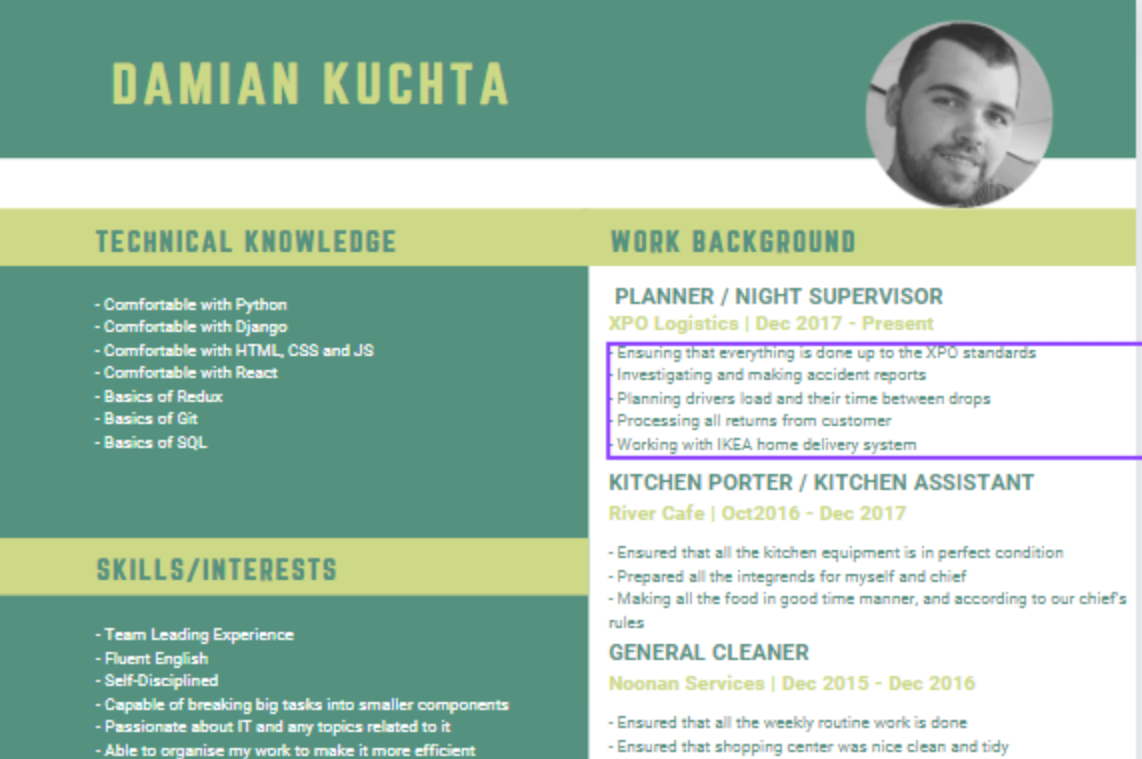 DAMIAN KUCHTA
TECHNICAL KNOWLEDGE
- Comfortable with Python
- Comfortable with Django
- Comfortable with HTML, CSS and JS
- Comfortable with React
- Basics of Redux
- Basics of Git
- Basics of SQL
SKILLS/INTERESTS
- Team Leading Experience
- Fluent English
- Self-Disciplined
- Capable of breaking big tasks into smaller components
- Passionate about IT and any topics related to it
- Able to organise my work to make it more efficient
WORK BACKGROUND
PLANNER / NIGHT SUPERVISOR
XPO Logistics | Dec 2017 - Present
- Ensuring that everything is done up to the XPO standards
- Investigating and making accident reports
- Planning drivers load and their time between drops
- Processing all returns from customer
- Working with IKEA home delivery system
KITCHEN PORTER / KITCHEN ASSISTANT
River Cafe | Oct2016 - Dec 2017
- Ensured that all the kitchen equipment is in perfect condition
- Prepared all the integrends for myself and chief
- Making all the food in good time manner, and according to our chief's
rules
GENERAL CLEANER
Noonan Services | Dec 2015 - Dec 2016
- Ensured that all the weekly routine work is done
- Ensured that shopping center was nice clean and tidy